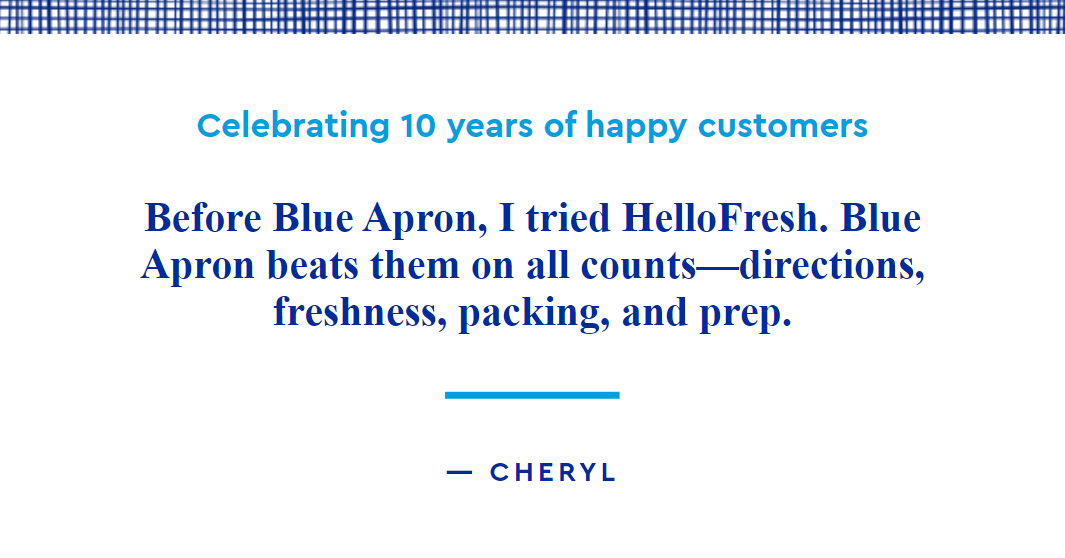 Celebrating 10 years of happy customers
Before Blue Apron, I tried HelloFresh. Blue
Apron beats them on all counts—directions,
freshness, packing, and prep.
— CHERYL